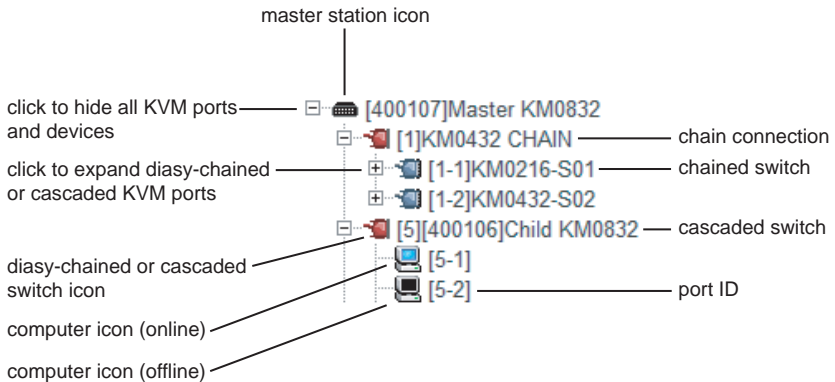 master station icon
click to hide all KVM ports
and devices
[400107]Master KM0832
[1]KM0432 CHAIN
chain connection
click to expand diasy-chained
or cascaded KVM ports
[1-1]KM0216-S01
chained switch
[1-2]KM0432-S02
[5][400106]Child KM0832
cascaded switch
diasy-chained or cascaded
switch icon
[5-1]
[5-2]
port ID
computer icon (online)
computer icon (offline)